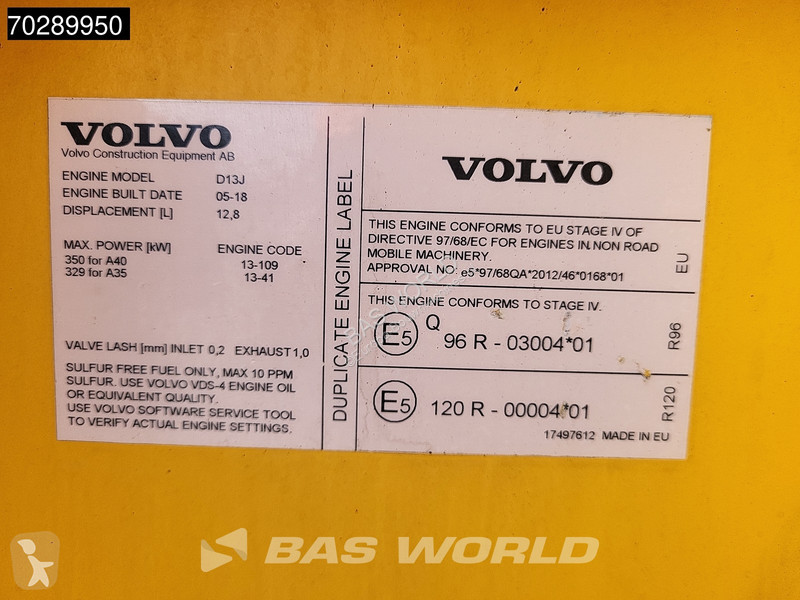 70289950
VOLVO
Volvo Construction Equipment AB
ENGINE MODEL D13J
ENGINE BUILT DATE 05-18
DISPLACEMENT [L] 12,8
MAX. POWER [kW] ENGINE CODE
350 for A40 13-109
329 for A35 13-41
VALVE LASH [mm] INLET 0,2 EXHAUST 1,0
SULFUR FREE FUEL ONLY, MAX 10 PPM
SULFUR. USE VOLVO VDS-4 ENGINE OIL
OR EQUIVALENT QUALITY.
USE VOLVO SOFTWARE SERVICE TOOL
TO VERIFY ACTUAL ENGINE SETTINGS.
DUPLICATE ENGINE LABEL
VOLVO
THIS ENGINE CONFORMS TO EU STAGE IV OF
DIRECTIVE 97/68/EC FOR ENGINES IN NON ROAD
MOBILE MACHINERY.
APPROVAL NO: e5*97/68QA*2012/46*0168*01
EU
THIS ENGINE CONFORMS TO STAGE IV.
E5 Q 96 R - 03004*01
R96
E5 120 R - 00004*01
R120
17497612 MADE IN EU
BAS WORLD
BAS WORLD